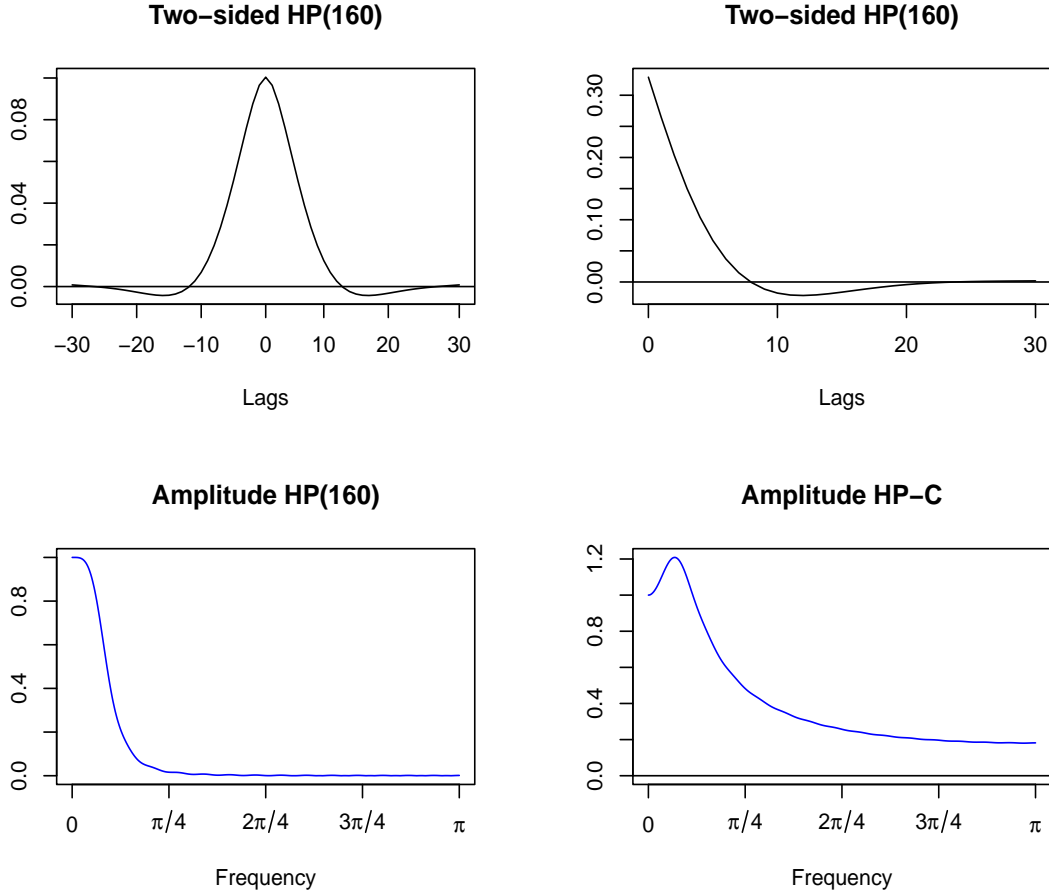 Two−sided HP(160)
0.08
0.04
0.00
−30 −20 −10 0 10 20 30
Lags
Two−sided HP(160)
0.30
0.20
0.10
0.00
0 10 20 30
Lags
Amplitude HP(160)
0.8
0.4
0.0
0 π/4 2π/4 3π/4 π
Frequency
Amplitude HP−C
1.2
0.8
0.4
0.0
0 π/4 2π/4 3π/4 π
Frequency